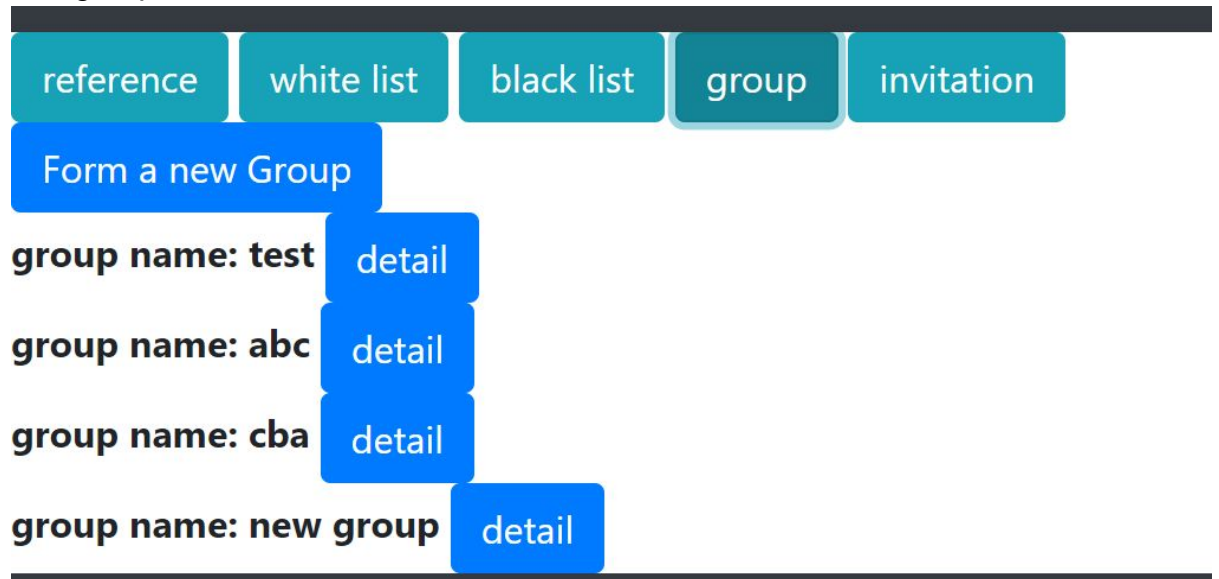 reference white list black list group invitation
Form a new Group
group name: test detail
group name: abc detail
group name: cba detail
group name: new group detail